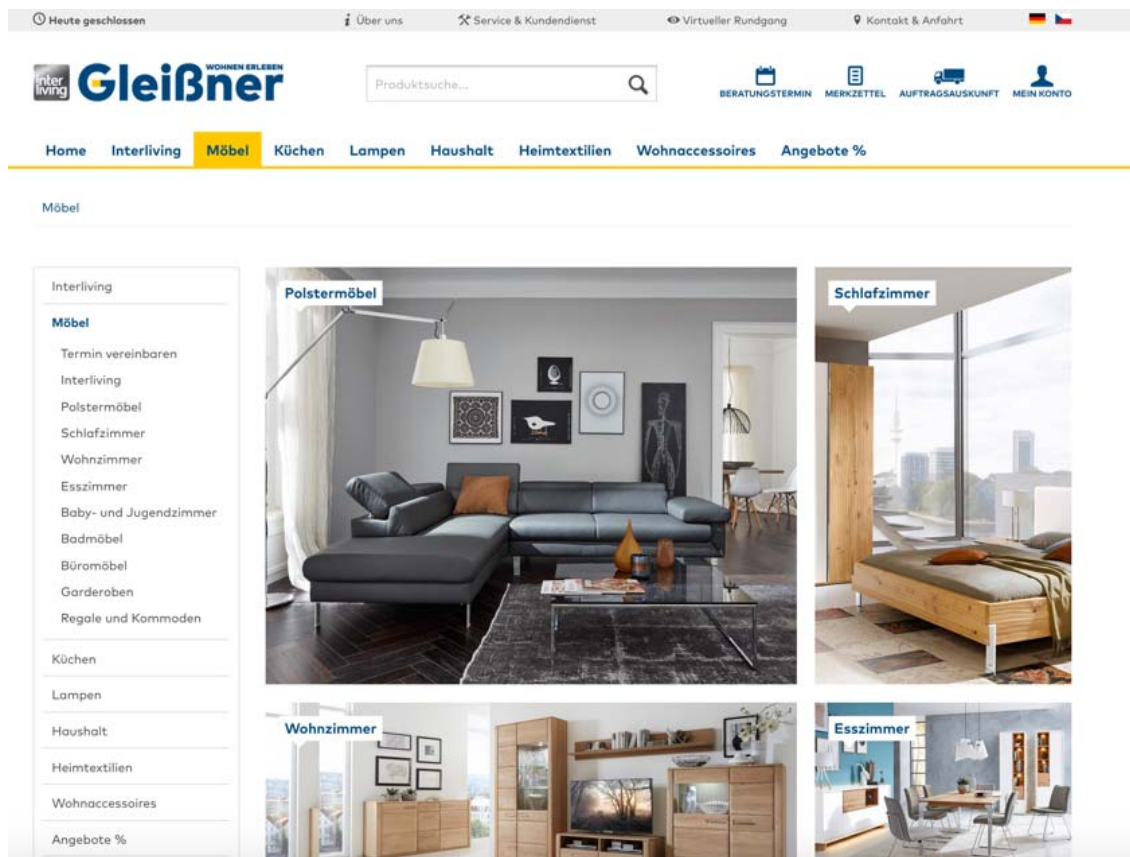 Heute geschlossen
Über uns
Service & Kundendienst
Virtueller Rundgang
Kontakt & Anfahrt
inter living
WOHNEN ERLEBEN
Gleißner
Produktsuche...
BERATUNGSTERMIN
MERKZETTEL
AUFTRAGSAUSKUNFT
MEIN KONTO
Home Interliving Möbel Küchen Lampen Haushalt Heimtextilien Wohnaccessoires Angebote %
Möbel
Interliving
Möbel
Termin vereinbaren
Interliving
Polstermöbel
Schlafzimmer
Wohnzimmer
Esszimmer
Baby- und Jugendzimmer
Badmöbel
Büromöbel
Garderoben
Regale und Kommoden
Küchen
Lampen
Haushalt
Heimtextilien
Wohnaccessoires
Angebote %
Polstermöbel
Schlafzimmer
Wohnzimmer
Esszimmer